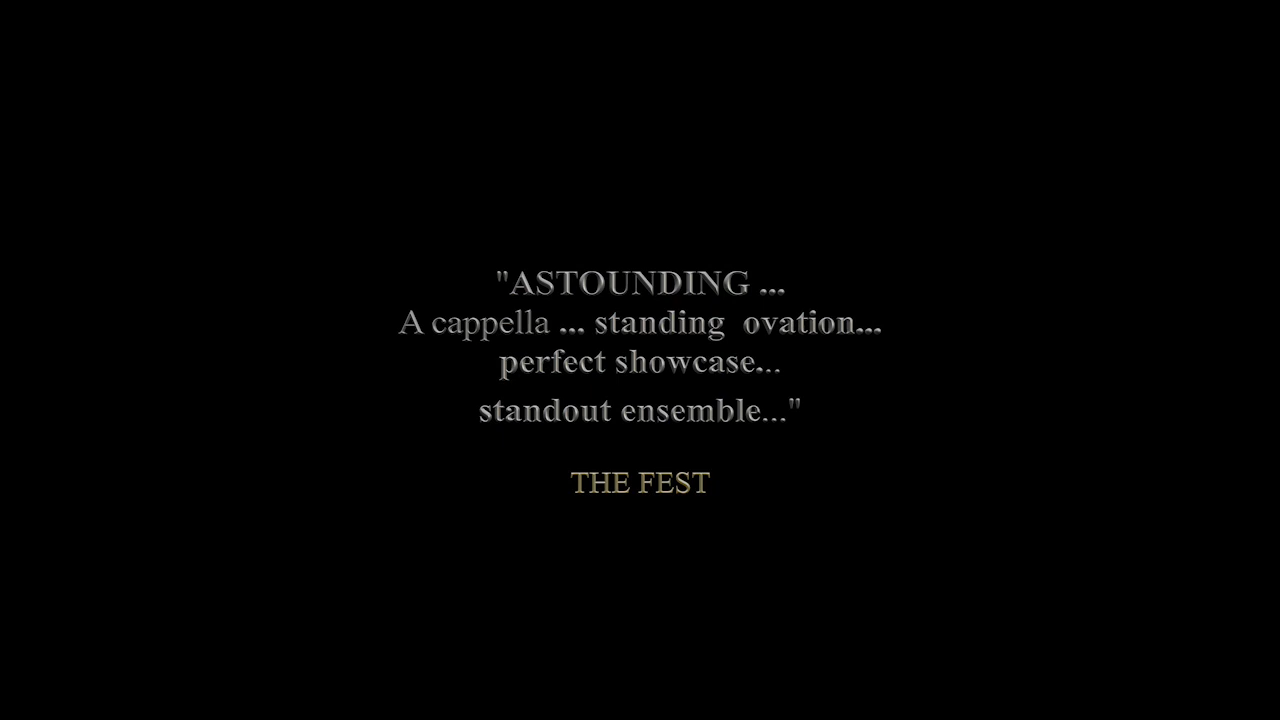 "ASTOUNDING ...
A cappella ... standing  ovation...
perfect showcase...
standout ensemble..."
THE FEST